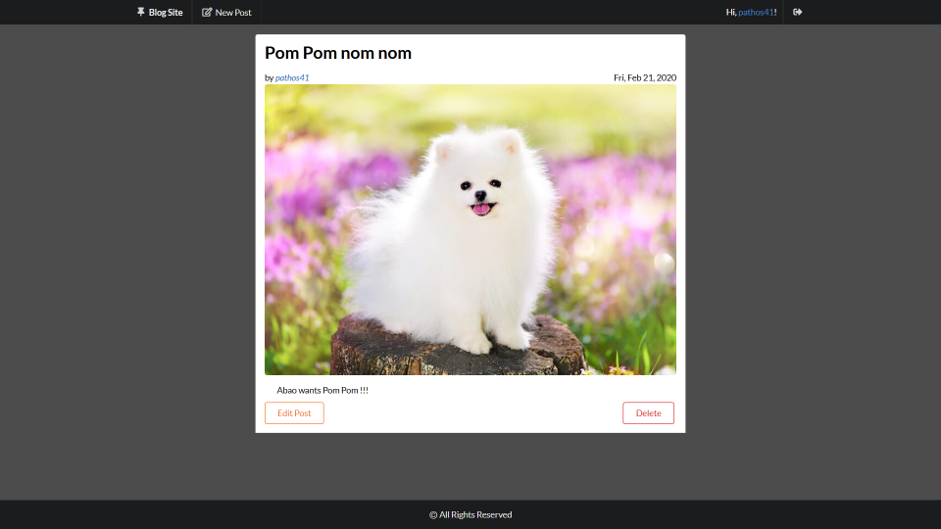 Blog Site
New Post
Hi, pathos41!
Pom Pom nom nom
by pathos41
Fri, Feb 21, 2020
Abao wants Pom Pom !!!
Edit Post
Delete
© All Rights Reserved